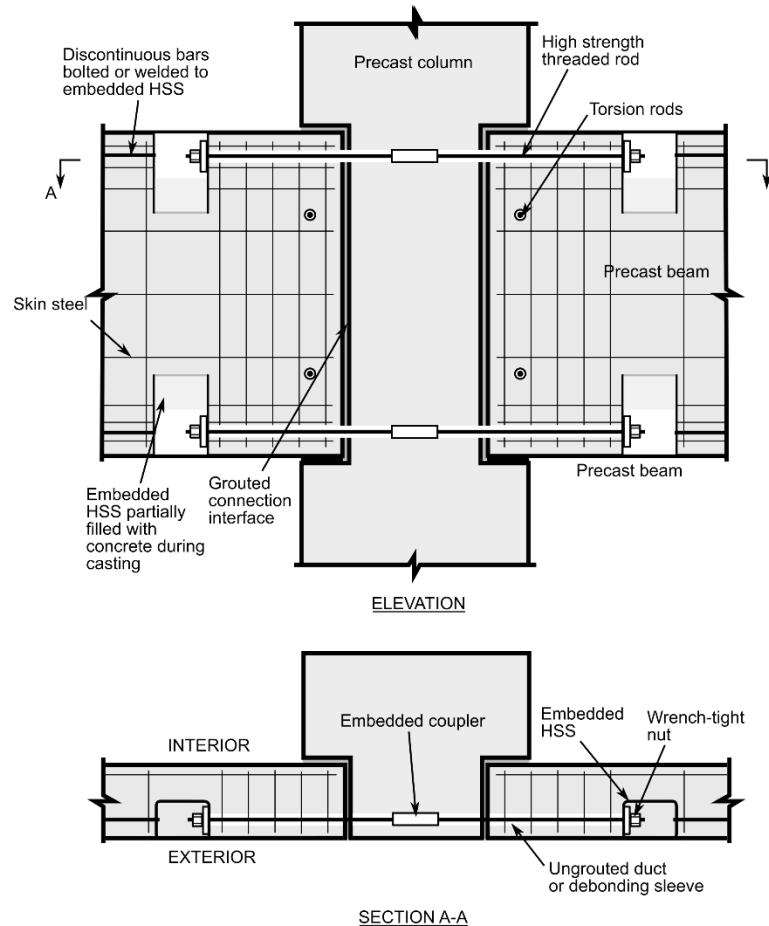 Discontinuous bars
bolted or welded to
embedded HSS
Precast column
High strength
threaded rod
Torsion rods
A
Precast beam
Skin steel
Embedded
HSS partially
filled with
concrete during
casting
Grouted
connection
interface
Precast beam
ELEVATION
Embedded coupler
Embedded
HSS
Wrench-tight
nut
INTERIOR
EXTERIOR
Ungrouted duct
or debonding sleeve
SECTION A-A